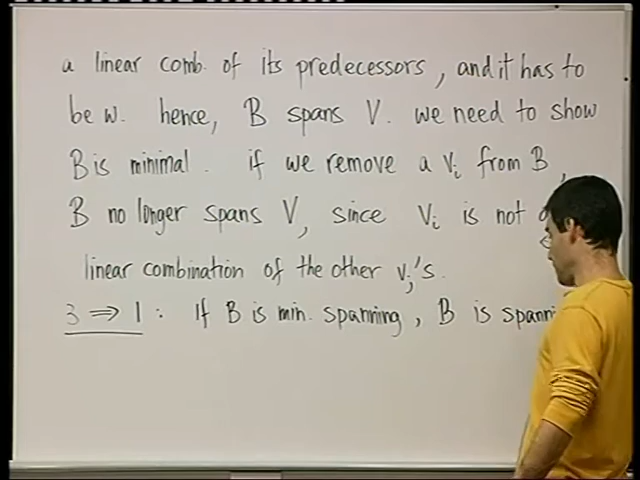 a linear comb. of its predecessors, and it has to
be w. hence, B spans V. we need to show
B is minimal. if we remove a vi from B,
B no longer spans V, since vi is not
linear combination of the other vj's.
3 ⇒ 1: If B is min. spanning, B is spanni